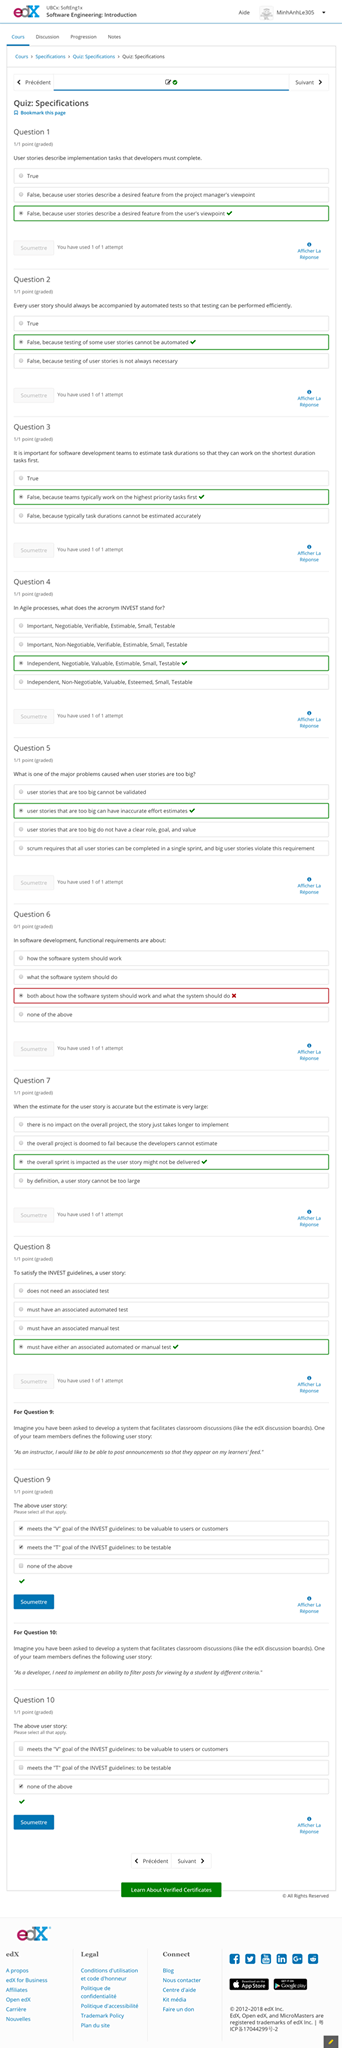 edX
UBCx: SoftEng1x
Software Engineering: Introduction
Aide
MinhAnhLe305
Cours
Discussion
Progression
Notes
Cours > Specifications > Quiz: Specifications > Quiz: Specifications
Précédent
Suivant
Quiz: Specifications
Bookmark this page
Question 1
1/1 point (graded)
User stories describe implementation tasks that developers must complete.
True
False, because user stories describe a desired feature from the project manager's viewpoint
False, because user stories describe a desired feature from the user's viewpoint
Soumettre
You have used 1 of 1 attempt
Afficher La
Réponse
Question 2
1/1 point (graded)
Every user story should always be accompanied by automated tests so that testing can be performed efficiently.
True
False, because testing of some user stories cannot be automated
False, because testing of user stories is not always necessary
Soumettre
You have used 1 of 1 attempt
Afficher La
Réponse
Question 3
1/1 point (graded)
It is important for software development teams to estimate task durations so that they can work on the shortest duration
tasks first.
True
False, because teams typically work on the highest priority tasks first
False, because typically task durations cannot be estimated accurately
Soumettre
You have used 1 of 1 attempt
Afficher La
Réponse
Question 4
1/1 point (graded)
In Agile processes, what does the acronym INVEST stand for?
Important, Negotiable, Verifiable, Estimable, Small, Testable
Important, Non-Negotiable, Verifiable, Estimable, Small, Testable
Independent, Negotiable, Valuable, Estimable, Small, Testable
Independent, Non-Negotiable, Valuable, Esteemed, Small, Testable
Soumettre
You have used 1 of 1 attempt
Afficher La
Réponse
Question 5
1/1 point (graded)
What is one of the major problems caused when user stories are too big?
user stories that are too big cannot be validated
user stories that are too big can have inaccurate effort estimates
user stories that are too big do not have a clear role, goal, and value
scrum requires that all user stories can be completed in a single sprint, and big user stories violate this requirement
Soumettre
You have used 1 of 1 attempt
Afficher La
Réponse
Question 6
0/1 point (graded)
In software development, functional requirements are about:
how the software system should work
what the software system should do
both about how the software system should work and what the system should do
none of the above
Soumettre
You have used 1 of 1 attempt
Afficher La
Réponse
Question 7
1/1 point (graded)
When the estimate for the user story is accurate but the estimate is very large:
there is no impact on the overall project, the story just takes longer to implement
the overall project is doomed to fail because the developers cannot estimate
the overall sprint is impacted as the user story might not be delivered
by definition, a user story cannot be too large
Soumettre
You have used 1 of 1 attempt
Afficher La
Réponse
Question 8
1/1 point (graded)
To satisfy the INVEST guidelines, a user story:
does not need an associated test
must have an associated automated test
must have an associated manual test
must have either an associated automated or manual test
Soumettre
You have used 1 of 1 attempt
Afficher La
Réponse
For Question 9:
Imagine you have been asked to develop a system that facilitates classroom discussions (like the edX discussion boards). One
of your team members defines the following user story:
"As an instructor, I would like to be able to post announcements so that they appear on my learners' feed."
Question 9
1/1 point (graded)
The above user story:
Please select all that apply.
meets the "V" goal of the INVEST guidelines: to be valuable to users or customers
meets the "T" goal of the INVEST guidelines: to be testable
none of the above
Soumettre
Afficher La
Réponse
For Question 10:
Imagine you have been asked to develop a system that facilitates classroom discussions (like the edX discussion boards). One
of your team members defines the following user story:
"As a developer, I need to implement an ability to filter posts for viewing by a student by different criteria."
Question 10
1/1 point (graded)
The above user story:
Please select all that apply.
meets the "V" goal of the INVEST guidelines: to be valuable to users or customers
meets the "T" goal of the INVEST guidelines: to be testable
none of the above
Soumettre
Afficher La
Réponse
Précédent
Suivant
Learn About Verified Certificates
© All Rights Reserved
edX
edX
A propos
edX for Business
Affiliates
Open edX
Carrière
Nouvelles
Legal
Conditions d'utilisation
et code d'honneur
Politique de
confidentialité
Politique d'accessibilité
Trademark Policy
Plan du site
Connect
Blog
Nous contacter
Centre d'aide
Kit média
Faire un don
App Store
Google play
© 2012–2018 edX Inc.
EdX, Open edX, and MicroMasters are
registered trademarks of edX Inc. | 粤
ICP备17044299号-2